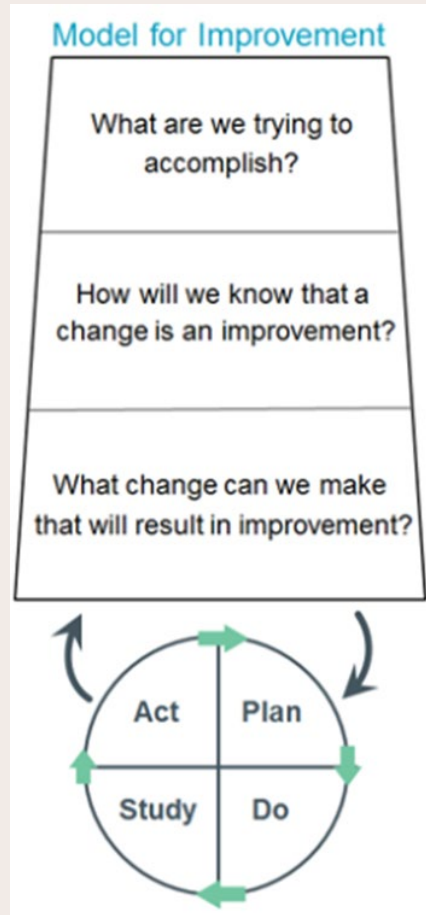 Model for Improvement
What are we trying to
accomplish?
How will we know that a
change is an improvement?
What change can we make
that will result in improvement?
Act Plan
Study Do